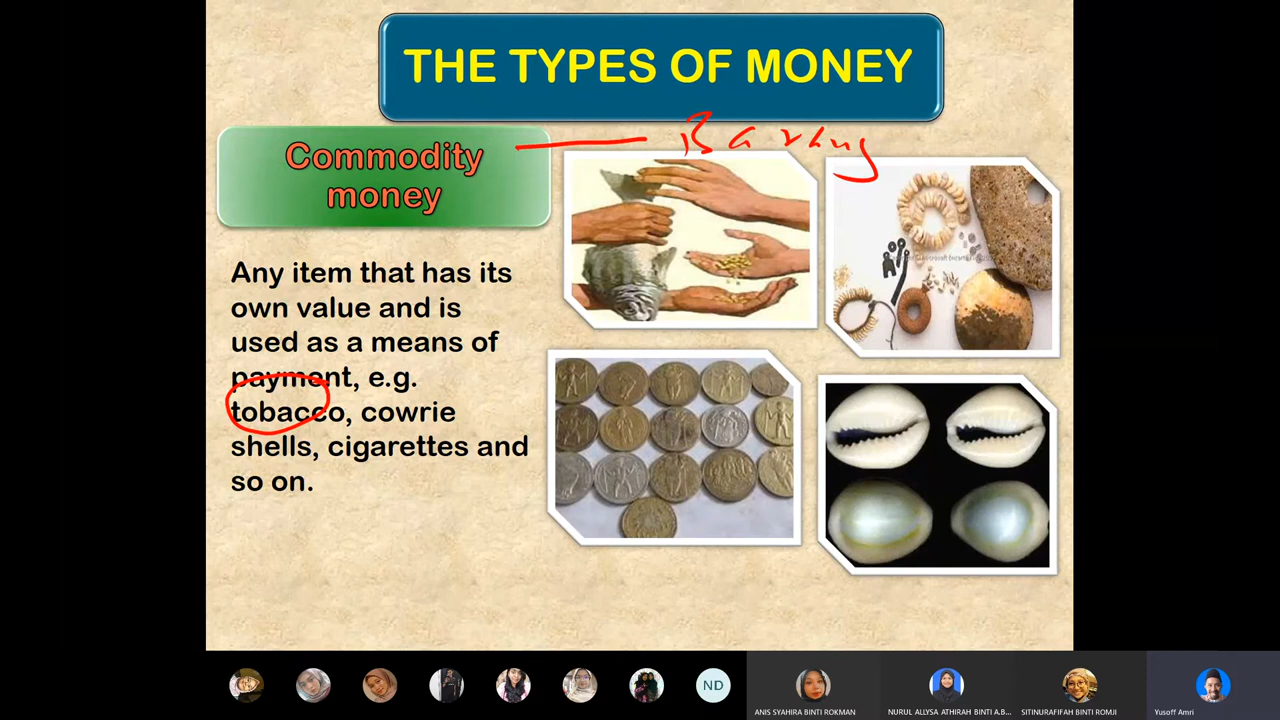 THE TYPES OF MONEY
Commodity
money
Barang
Any item that has its
own value and is
used as a means of
payment, e.g.
tobacco, cowrie
shells, cigarettes and
so on.
ND
ANIS SYAHIRA BINTI ROKMAN
NURUL ALLYSA ATHIRAH BINTI A.B...
SITINURAFIFAH BINTI ROMJI
Yusoff Amri